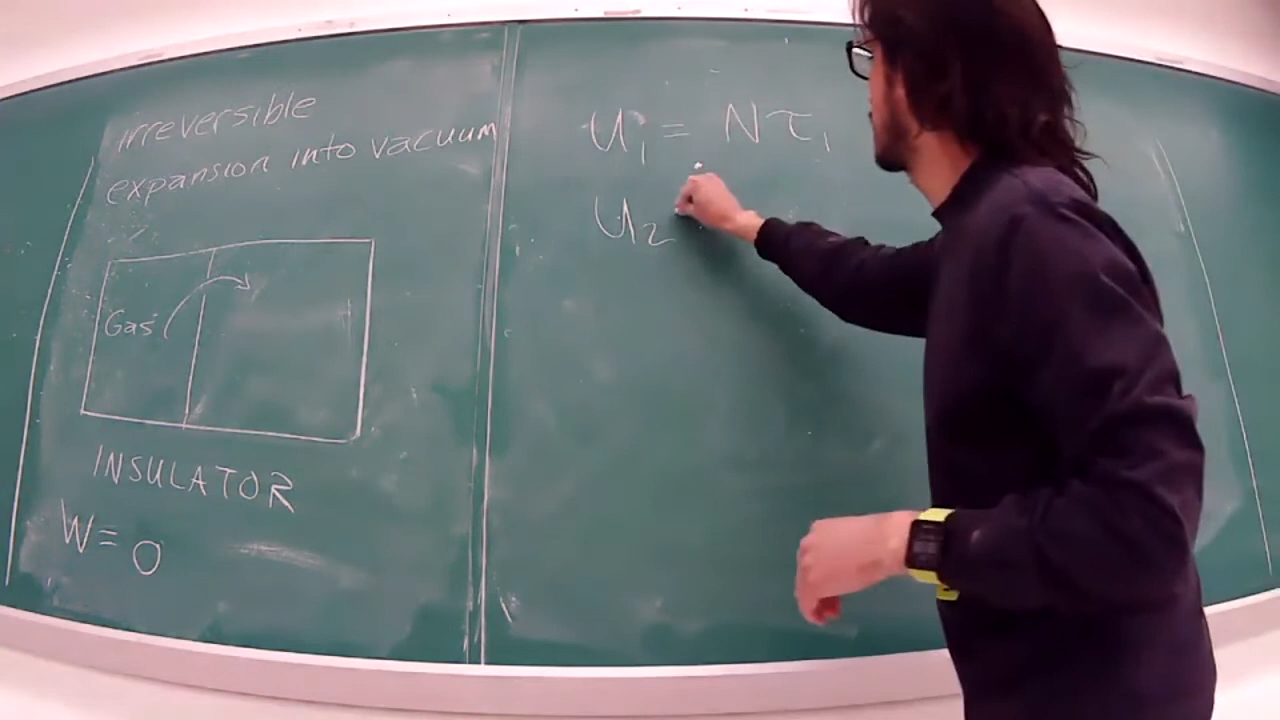 irreversible
expansion into vacuum
Gas
INSULATOR
W = 0
U₁ = Nτ₁
U₂